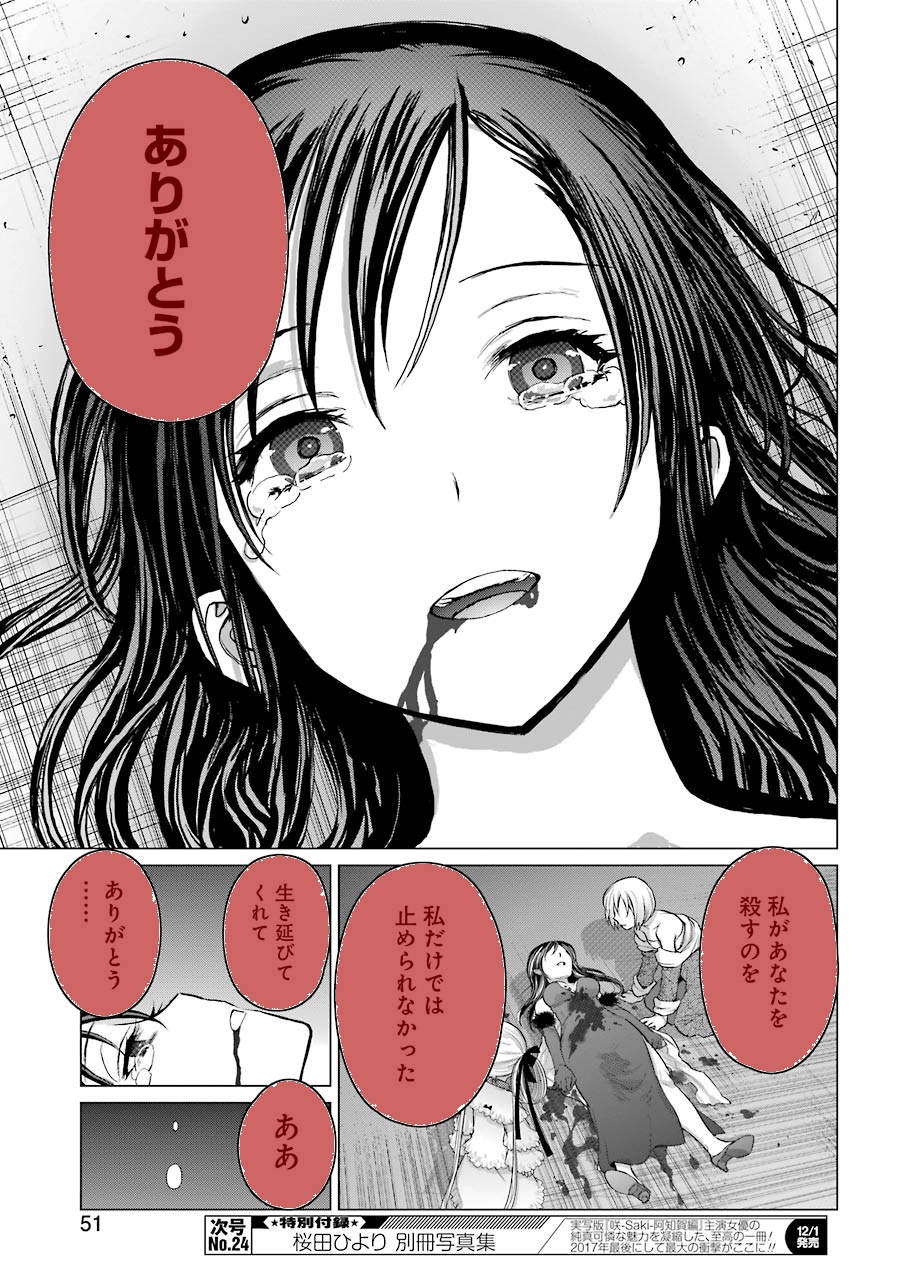 ありがとう
私があなたを
殺すのを
私だけでは
止められなかった
生き延びて
くれて
ありがとう
……
ああ
51
次号
No.24
★特別付録★
桜田ひより 別冊写真集
実写版『咲-Saki-阿知賀編』主演女優の
純真可憐な魅力を凝縮した、至高の一冊!
2017年最後にして最大の衝撃がここに!!
12/1
発売